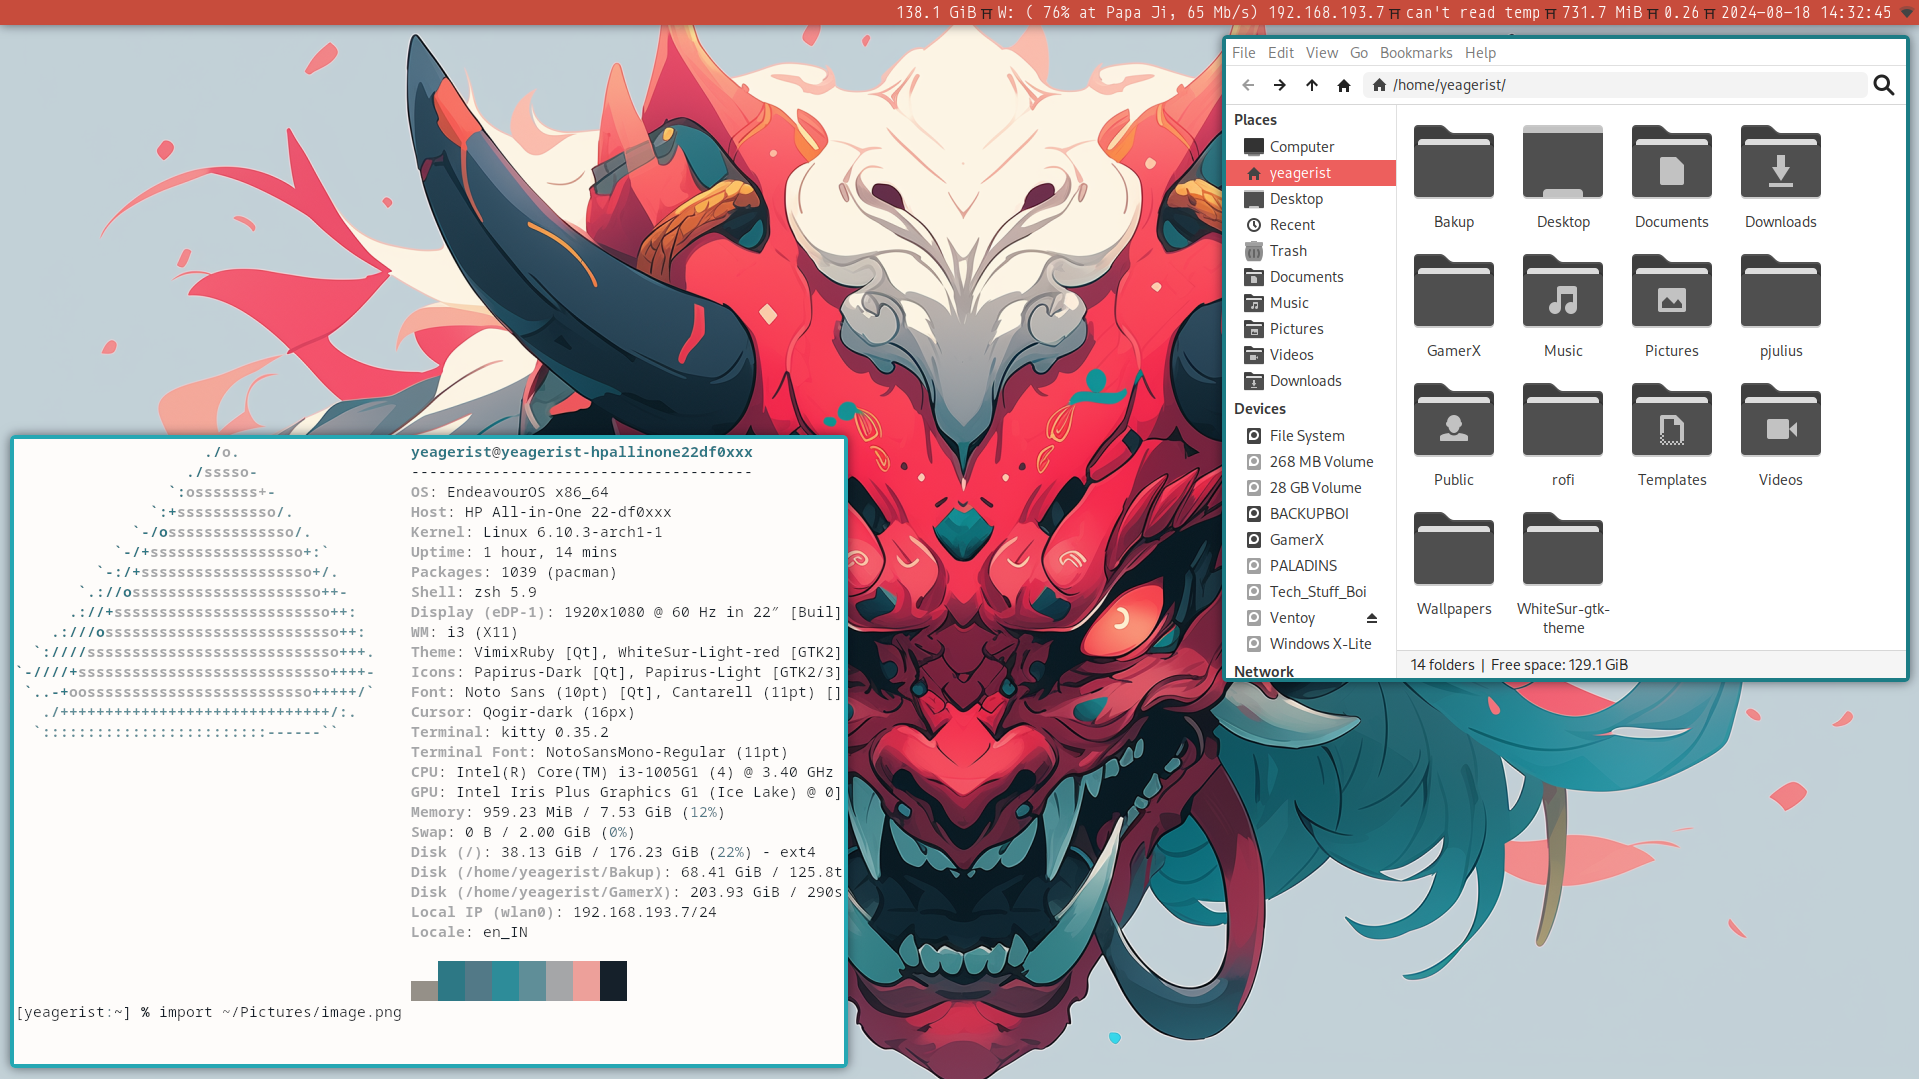 138.1 GiB W: ( 76% at Papa Ji, 65 Mb/s) 192.168.193.7 can't read temp 731.7 MiB 0.26 2024-08-18 14:32:45
File Edit View Go Bookmarks Help
/home/yeagerist/
Places
Computer
yeagerist
Desktop
Recent
Trash
Documents
Music
Pictures
Videos
Downloads
Devices
File System
268 MB Volume
28 GB Volume
BACKUPBOI
GamerX
PALADINS
Tech_Stuff_Boi
Ventoy
Windows X-Lite
Network
Bakup Desktop Documents Downloads
GamerX Music Pictures pjulius
Public rofi Templates Videos
Wallpapers WhiteSur-gtk-
theme
14 folders | Free space: 129.1 GiB
./o.
./sssso-
`:osssssss+-
`:+sssssssssso/.
`-/ossssssssssssso/.
`-/+sssssssssssssssso+:`
`-:/+sssssssssssssssssso+/.
`.://osssssssssssssssssssso++-
.://+ssssssssssssssssssssssso++:
.:///ossssssssssssssssssssssssso++:
`:////ssssssssssssssssssssssssssso+++.
`-////+ssssssssssssssssssssssssssso++++-
`..-+oosssssssssssssssssssssssso+++++/`
./++++++++++++++++++++++++++++++/:.
`:::::::::::::::::::::::::------``
yeagerist@yeagerist-hpallinone22df0xxx
--------------------------------------
OS: EndeavourOS x86_64
Host: HP All-in-One 22-df0xxx
Kernel: Linux 6.10.3-arch1-1
Uptime: 1 hour, 14 mins
Packages: 1039 (pacman)
Shell: zsh 5.9
Display (eDP-1): 1920x1080 @ 60 Hz in 22″ [Buil]
WM: i3 (X11)
Theme: VimixRuby [Qt], WhiteSur-Light-red [GTK2]
Icons: Papirus-Dark [Qt], Papirus-Light [GTK2/3]
Font: Noto Sans (10pt) [Qt], Cantarell (11pt) []
Cursor: Qogir-dark (16px)
Terminal: kitty 0.35.2
Terminal Font: NotoSansMono-Regular (11pt)
CPU: Intel(R) Core(TM) i3-1005G1 (4) @ 3.40 GHz
GPU: Intel Iris Plus Graphics G1 (Ice Lake) @ 0]
Memory: 959.23 MiB / 7.53 GiB (12%)
Swap: 0 B / 2.00 GiB (0%)
Disk (/): 38.13 GiB / 176.23 GiB (22%) - ext4
Disk (/home/yeagerist/Bakup): 68.41 GiB / 125.8t
Disk (/home/yeagerist/GamerX): 203.93 GiB / 290s
Local IP (wlan0): 192.168.193.7/24
Locale: en_IN
[yeagerist:~] % import ~/Pictures/image.png